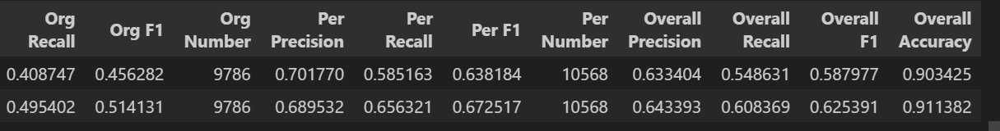 Org Recall Org F1 Org Number Per Precision Per Recall Per F1 Per Number Overall Precision Overall Recall Overall F1 Overall Accuracy
0.408747 0.456282 9786 0.701770 0.585163 0.638184 10568 0.633404 0.548631 0.587977 0.903425
0.495402 0.514131 9786 0.689532 0.656321 0.672517 10568 0.643393 0.608369 0.625391 0.911382